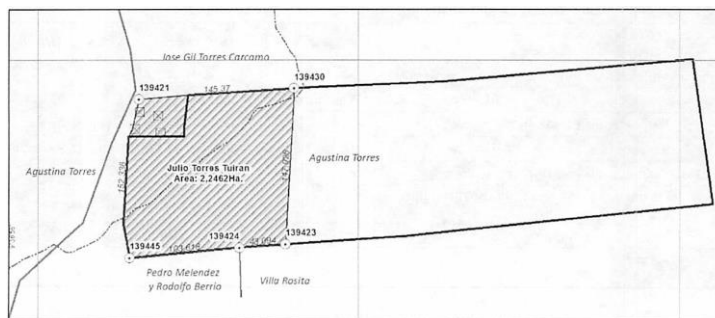 Jose Gil Torres Carcamo
139430
139421
145.37
Agustina Torres
Julio Torres Tuiran
Area: 2,2462Ha.
Agustina Torres
139424
139423
139445
Pedro Melendez
y Rodolfo Berrio
Villa Rosita